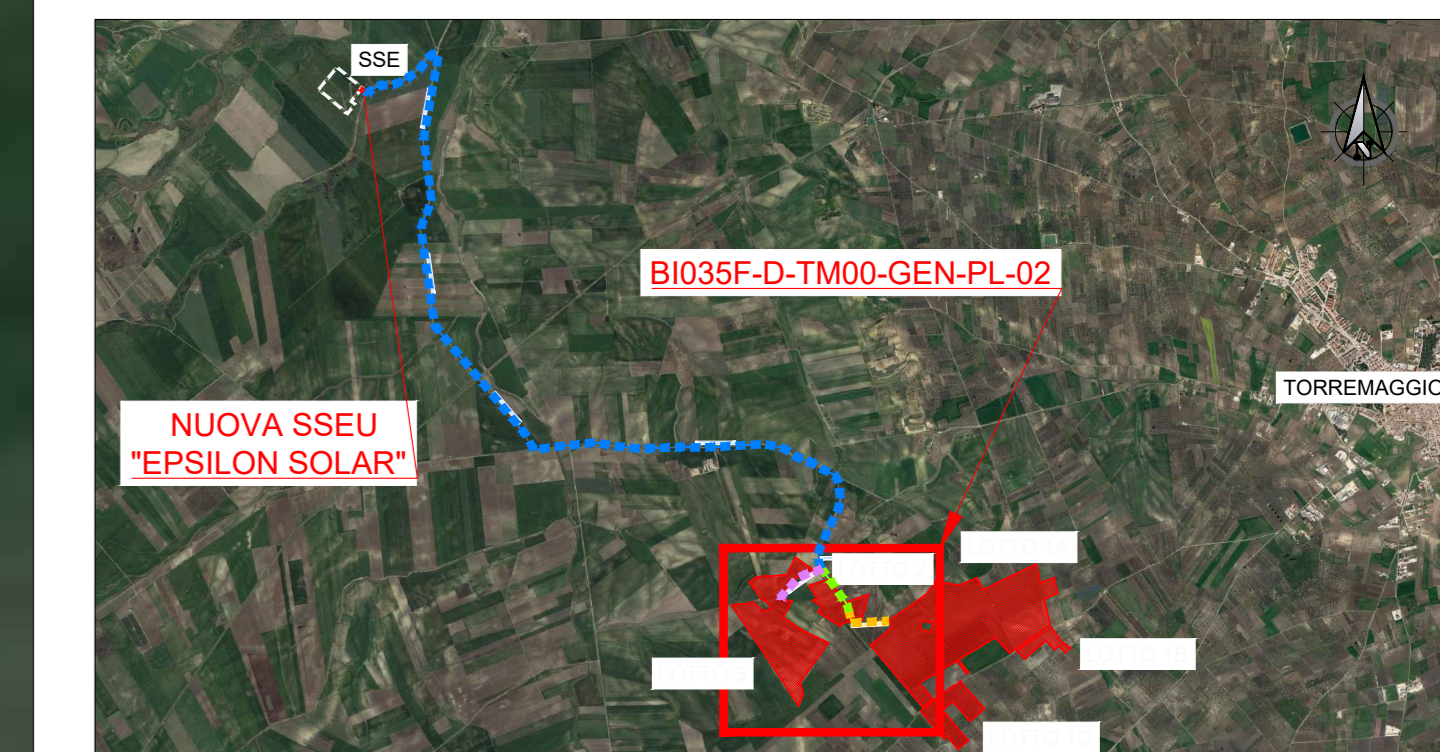 SSE
BI035F-D-TM00-GEN-PL-02
TORREMAGGIO
NUOVA SSEU
"EPSILON SOLAR"
LOTTO 1A
LOTTO 2
LOTTO 1B
LOTTO 3
LOTTO 1C